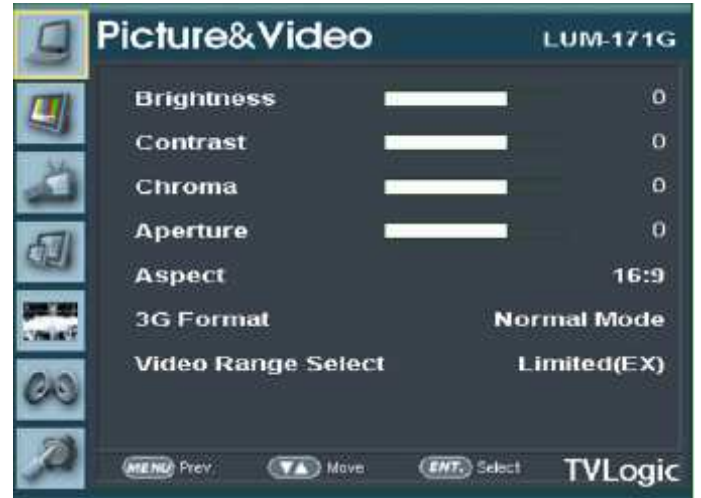 Picture&Video LUM-171G
Brightness 0
Contrast 0
Chroma 0
Aperture 0
Aspect 16:9
3G Format Normal Mode
Video Range Select Limited(EX)
MENU Prev. ▼▲ Move ENT. Select TVLogic